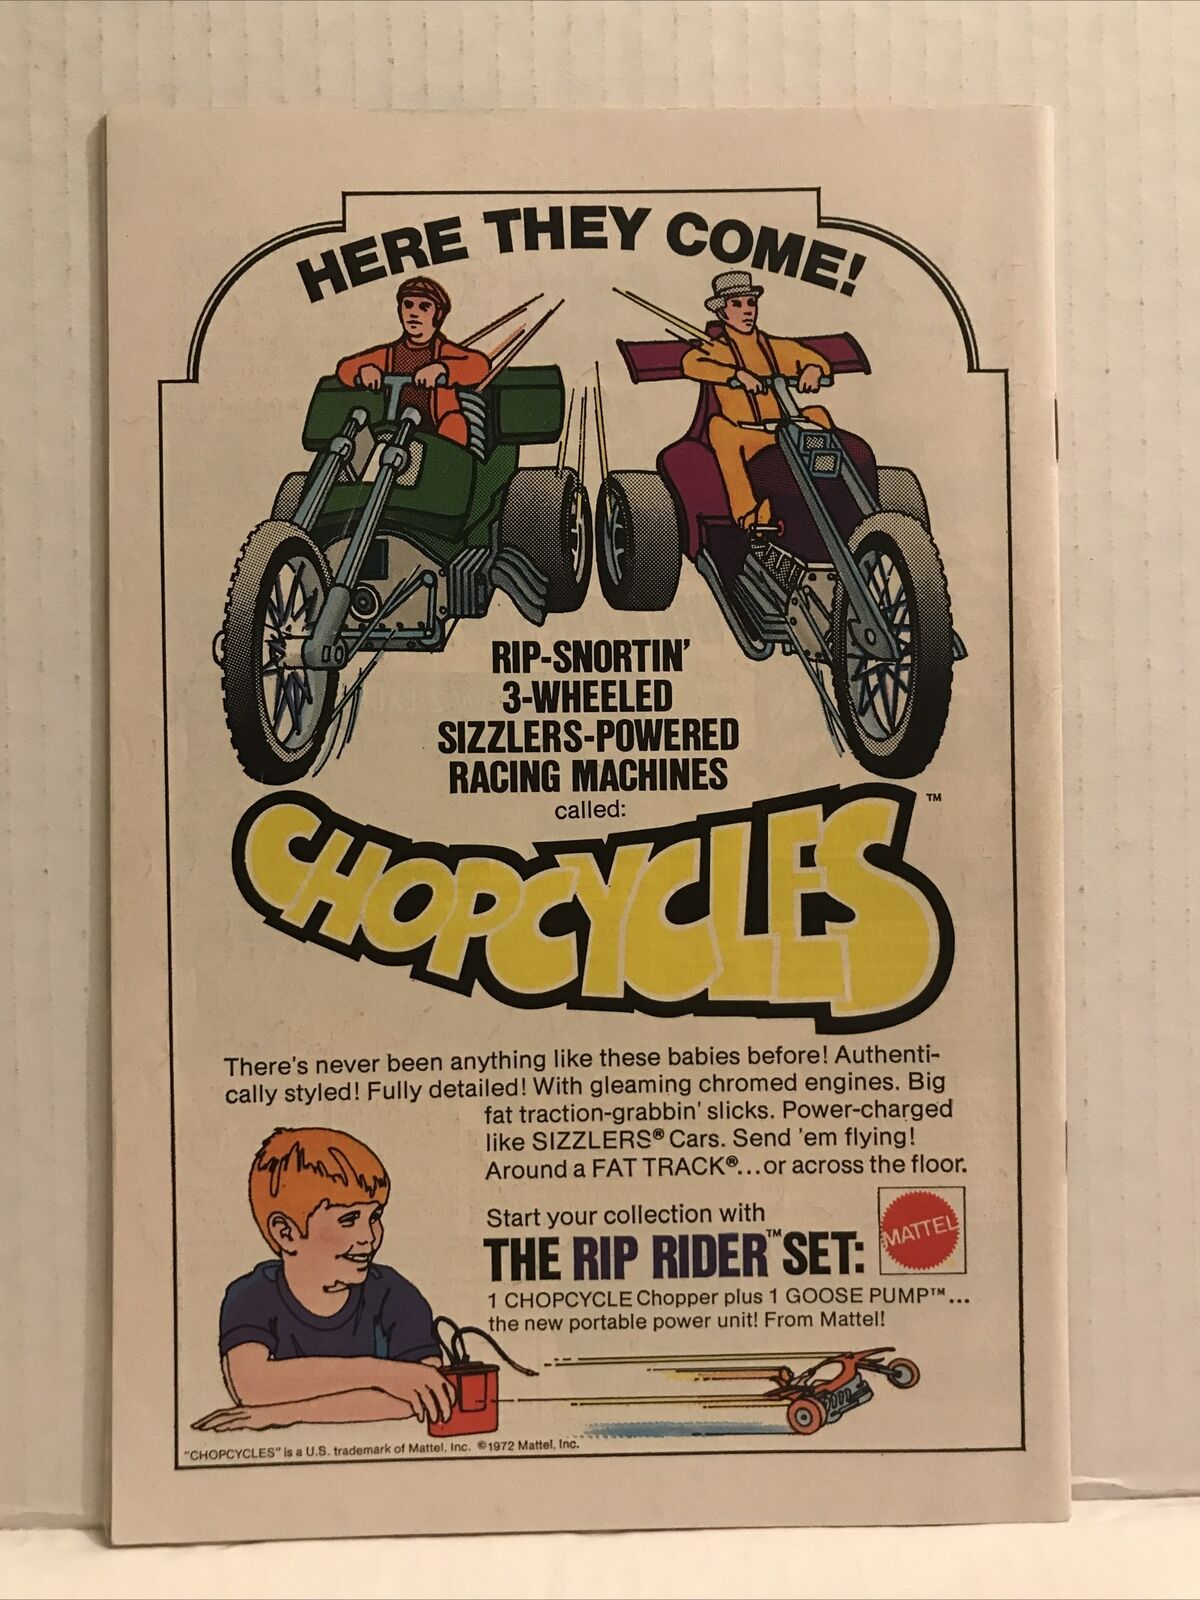 HERE THEY COME!
RIP-SNORTIN'
3-WHEELED
SIZZLERS-POWERED
RACING MACHINES
called:
CHOPCYCLES™
There's never been anything like these babies before! Authenti-
cally styled! Fully detailed! With gleaming chromed engines. Big
fat traction-grabbin' slicks. Power-charged
like SIZZLERS® Cars. Send 'em flying!
Around a FAT TRACK®...or across the floor.
Start your collection with
THE RIP RIDER™ SET:
MATTEL
1 CHOPCYCLE Chopper plus 1 GOOSE PUMP™...
the new portable power unit! From Mattel!
"CHOPCYCLES" is a U.S. trademark of Mattel, Inc. ©1972 Mattel, Inc.